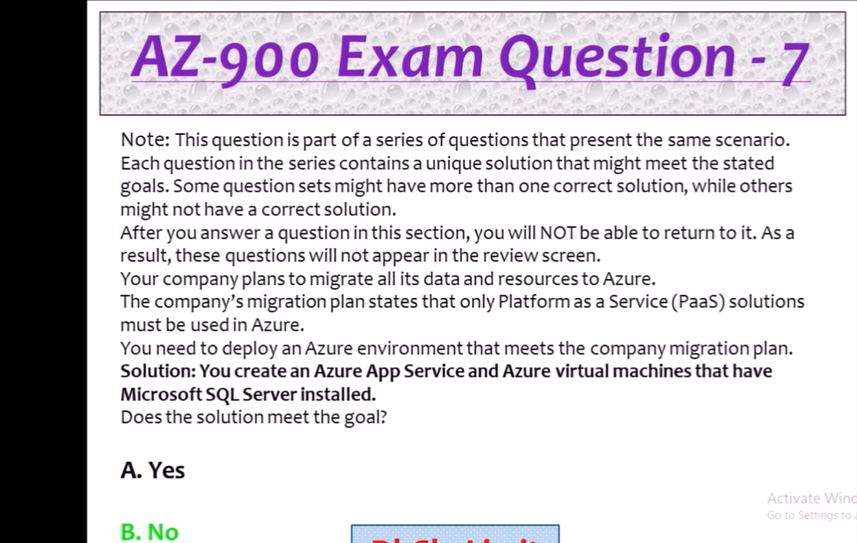 AZ-900 Exam Question - 7
Note: This question is part of a series of questions that present the same scenario.
Each question in the series contains a unique solution that might meet the stated
goals. Some question sets might have more than one correct solution, while others
might not have a correct solution.
After you answer a question in this section, you will NOT be able to return to it. As a
result, these questions will not appear in the review screen.
Your company plans to migrate all its data and resources to Azure.
The company's migration plan states that only Platform as a Service (PaaS) solutions
must be used in Azure.
You need to deploy an Azure environment that meets the company migration plan.
Solution: You create an Azure App Service and Azure virtual machines that have
Microsoft SQL Server installed.
Does the solution meet the goal?
A. Yes
Activate Wind
Go to Settings to a
B. No